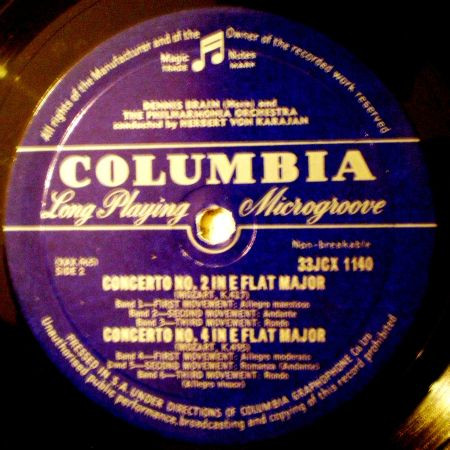 All rights of the Manufacturer and of the Owner of the recorded work reserved
Magic Notes
TRADE MARK
DENNIS BRAIN (Horn) and
THE PHILHARMONIA ORCHESTRA
conducted by HERBERT VON KARAJAN
COLUMBIA
Long Playing Microgroove
Non-Breakable
33JCX 1140
SIDE 2
CONCERTO NO. 2 IN E FLAT MAJOR
(MOZART, K.417)
Band 1—FIRST MOVEMENT: Allegro maestoso
Band 2—SECOND MOVEMENT: Andante
Band 3—THIRD MOVEMENT: Rondo
CONCERTO NO. 4 IN E FLAT MAJOR
(MOZART, K.495)
Band 4—FIRST MOVEMENT: Allegro moderato
Band 5—SECOND MOVEMENT: Romanza (Andante)
Band 6—THIRD MOVEMENT: Rondo
(Allegro vivace)
PRESSED IN S.A. UNDER DIRECTIONS OF COLUMBIA GRAPHOPHONE Co Ltd
Unauthorised public performance, broadcasting and copying of this record prohibited